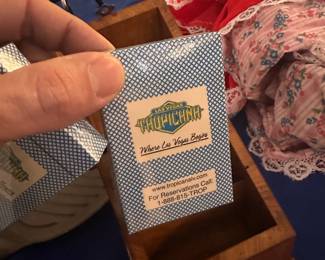 LAS VEGAS
TROPICANA
Where Las Vegas Begins
www.tropicanalv.com
For Reservations Call:
1-888-815-TROP